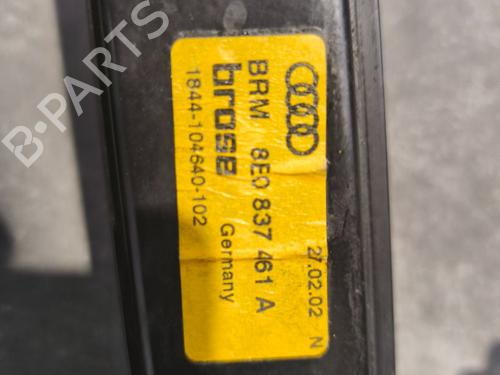 BRM 8E0 837 461 A
brose
1844-104640-102
Germany
27.02.02 N
B-PARTS